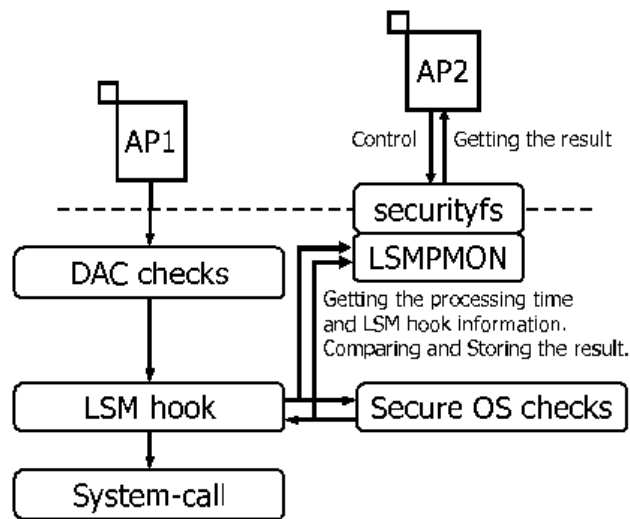 AP2
AP1
Control
Getting the result
securityfs
LSMPMON
DAC checks
Getting the processing time
and LSM hook information.
Comparing and Storing the result.
LSM hook
Secure OS checks
System-call